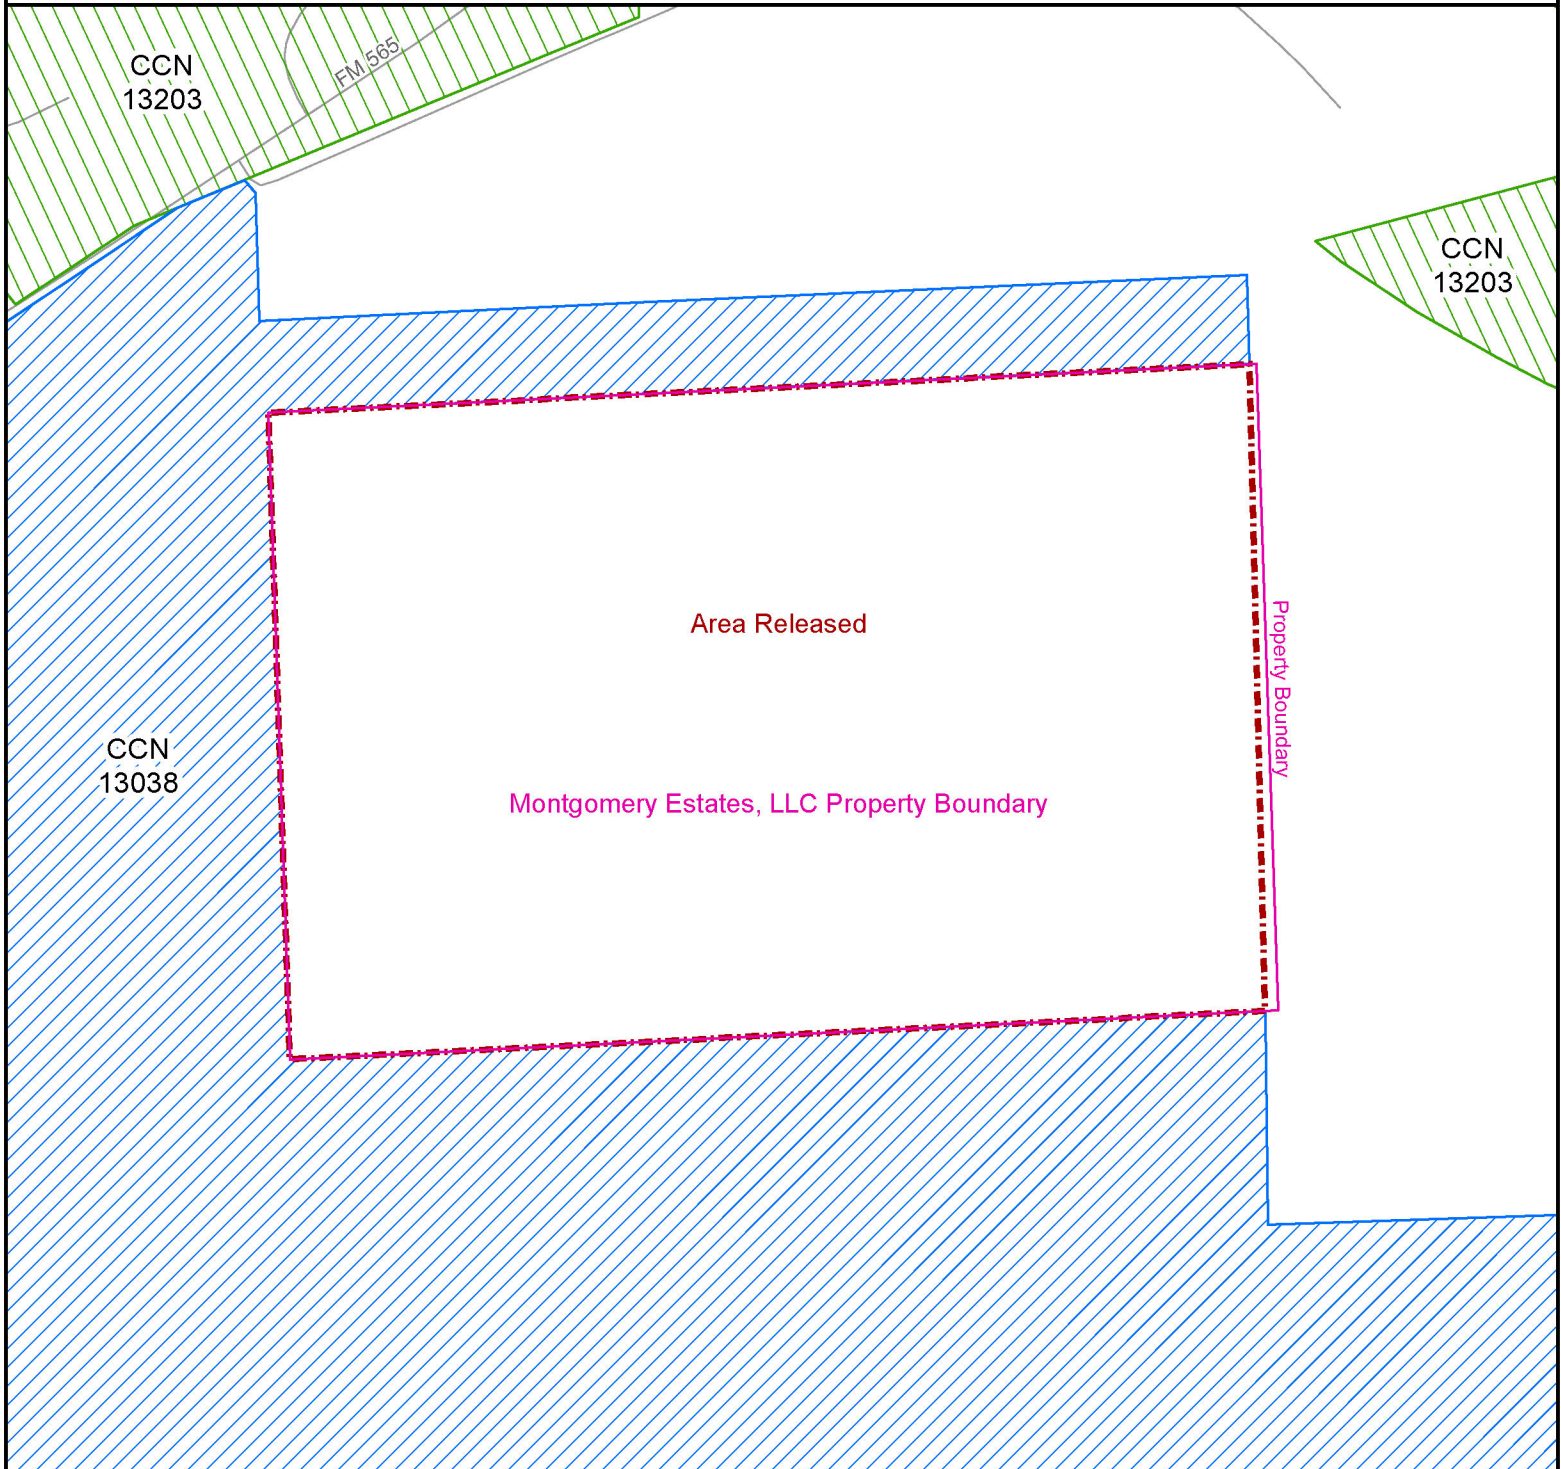 FM 565
CCN
13203
CCN
13203
Area Released
Property Boundary
CCN
13038
Montgomery Estates, LLC Property Boundary